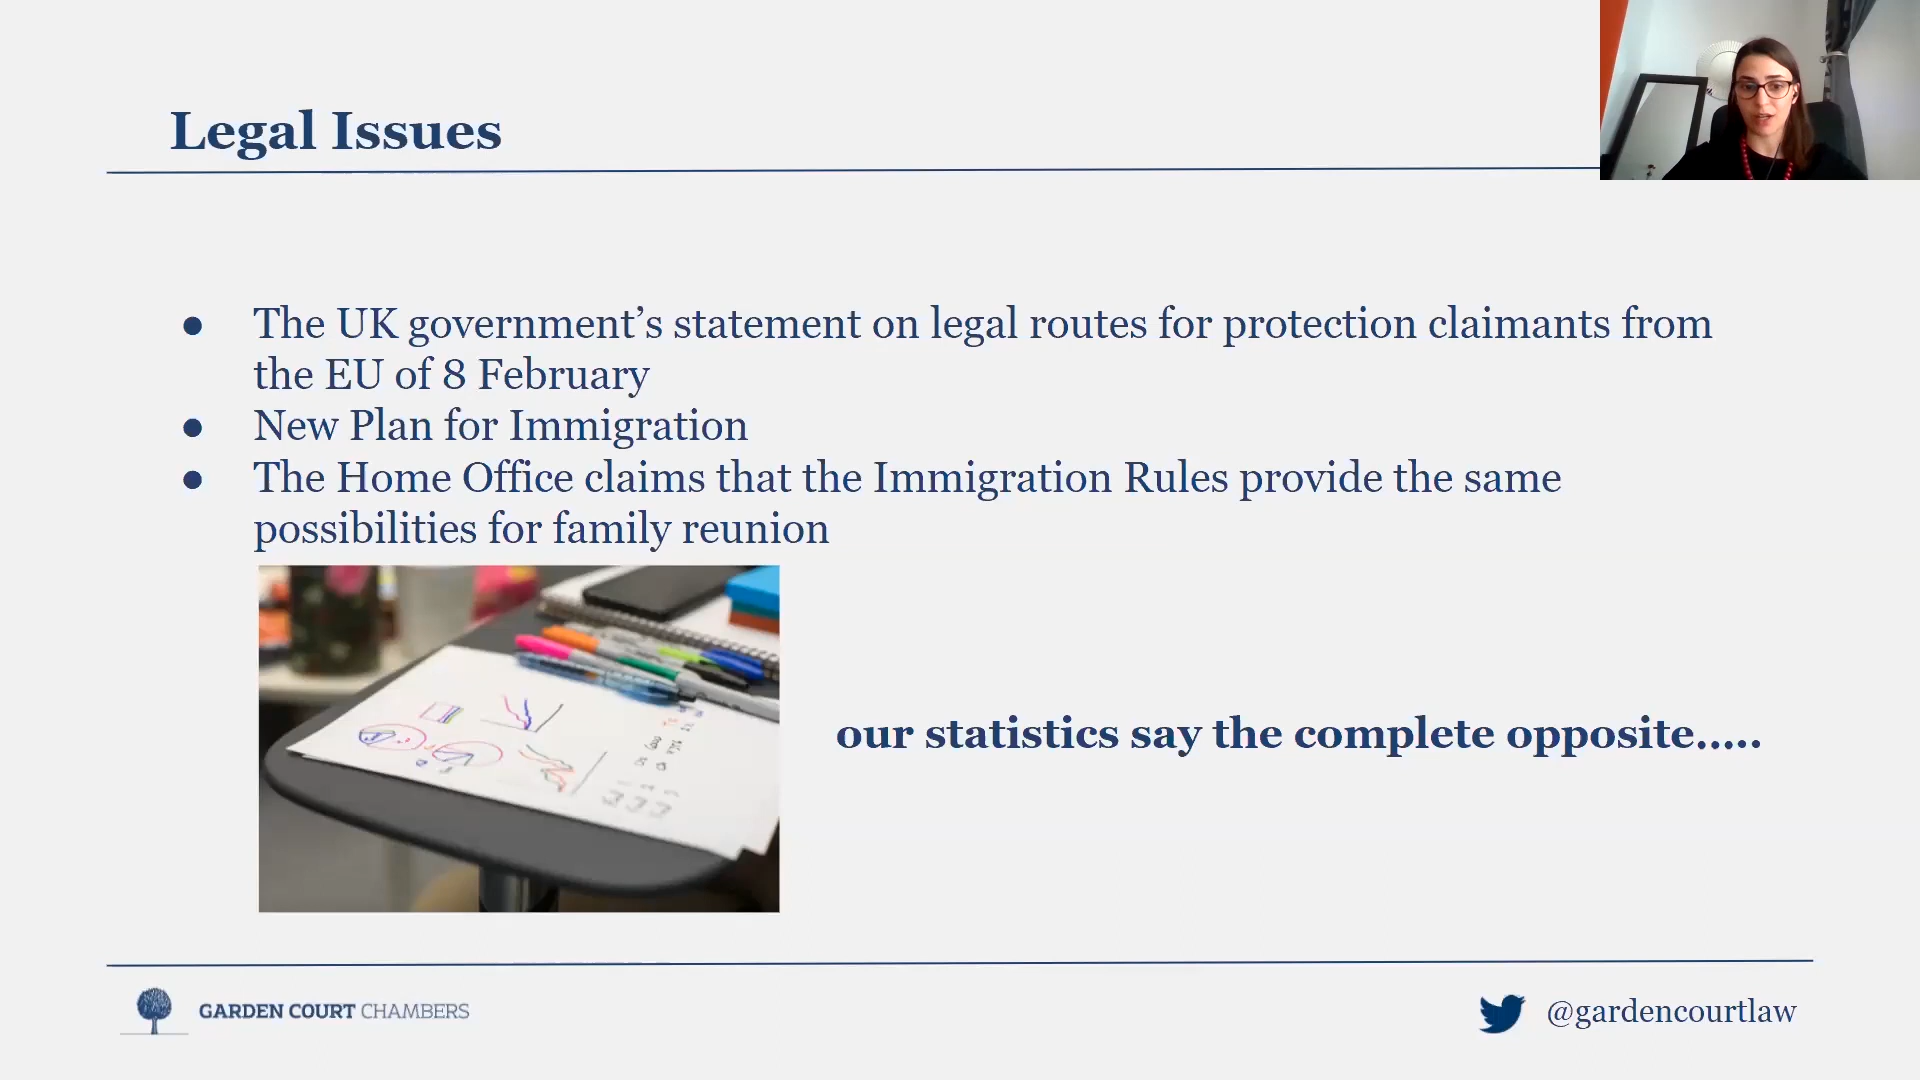 Legal Issues
● The UK government’s statement on legal routes for protection claimants from
the EU of 8 February
● New Plan for Immigration
● The Home Office claims that the Immigration Rules provide the same
possibilities for family reunion
our statistics say the complete opposite.....
GARDEN COURT CHAMBERS
@gardencourtlaw